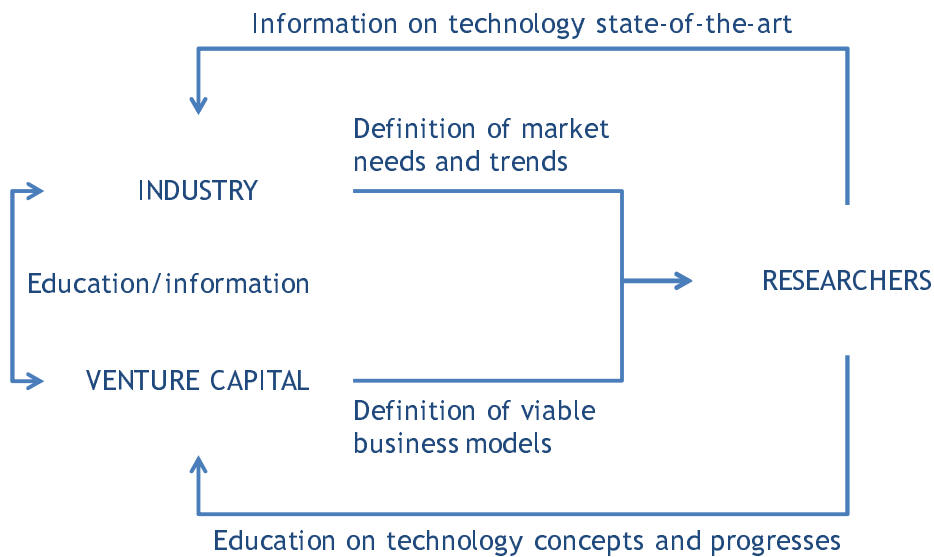 Information on technology state-of-the-art
Definition of market
needs and trends
INDUSTRY
Education/information
RESEARCHERS
VENTURE CAPITAL
Definition of viable
business models
Education on technology concepts and progresses